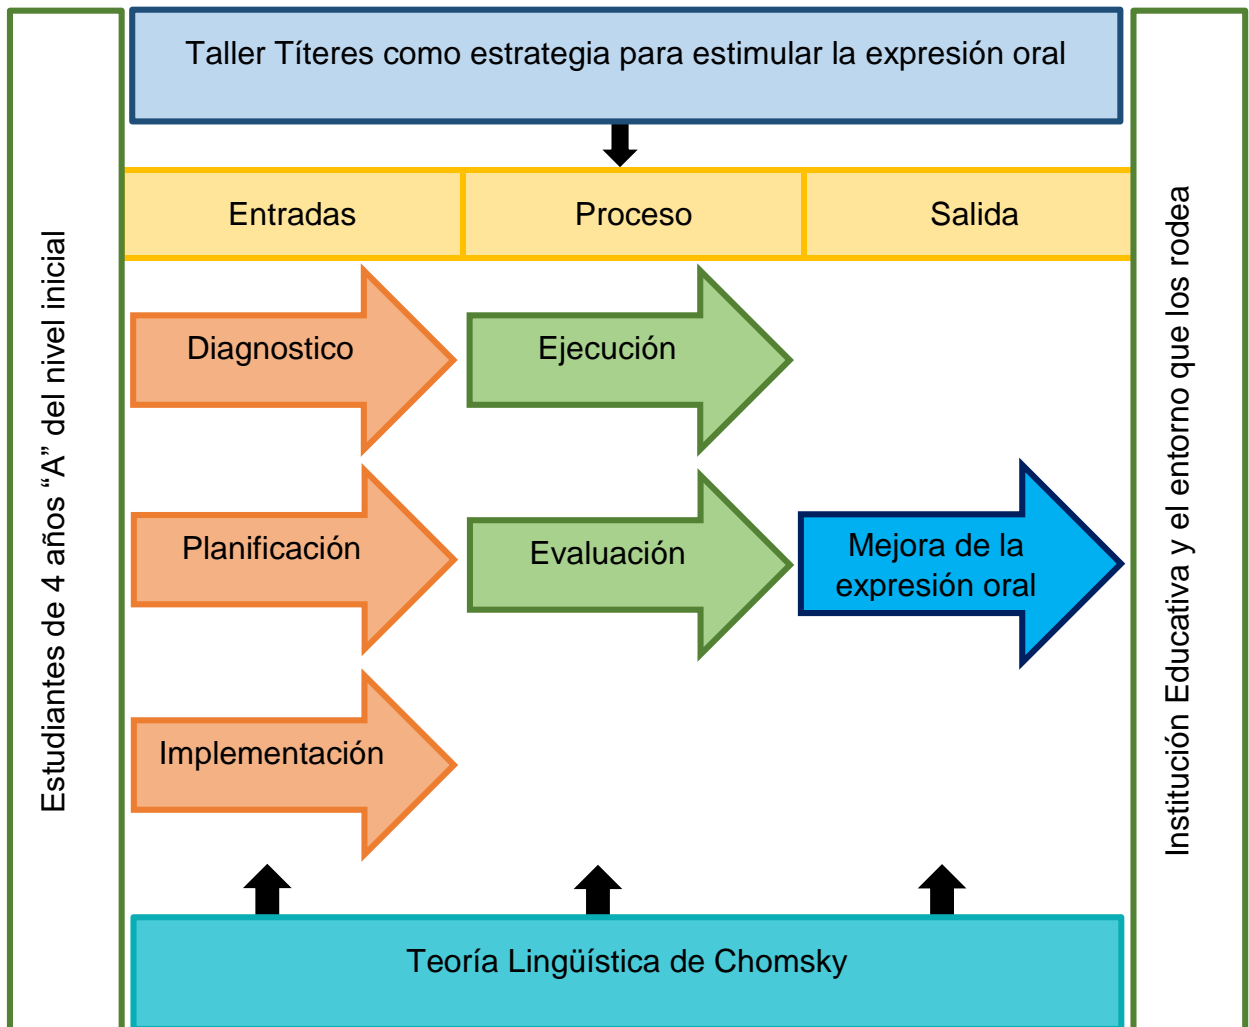 Taller Títeres como estrategia para estimular la expresión oral
Estudiantes de 4 años “A” del nivel inicial
Entradas
Proceso
Salida
Diagnostico
Ejecución
Planificación
Evaluación
Mejora de la
expresión oral
Implementación
Teoría Lingüística de Chomsky
Institución Educativa y el entorno que los rodea